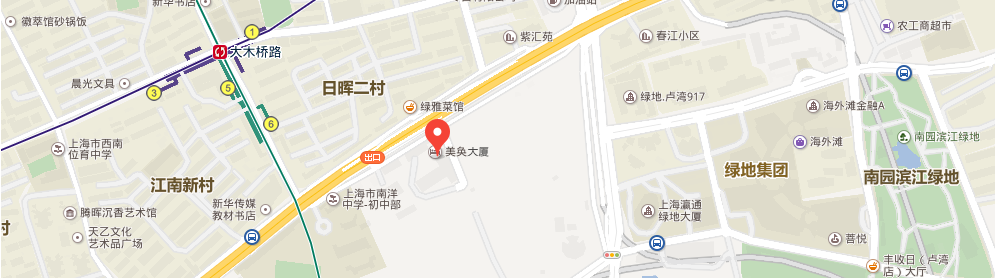 新华书店
徽萃馆砂锅饭
1
大木桥路
加油站
紫汇苑
春江小区
农工商超市
晨光文具
3
5
6
日晖二村
绿雅菜馆
绿地.卢湾917
海外滩金融A
海外滩
南园滨江绿地
上海市西南
位育中学
出口
美奂大厦
绿地集团
南园滨江绿地
江南新村
上海市南洋
中学-初中部
新华传媒
教材书店
腾晖沉香艺术馆
上海瀛通
绿地大厦
村
天乙文化
艺术品广场
菩悦
丰收日（卢湾
店）大厅